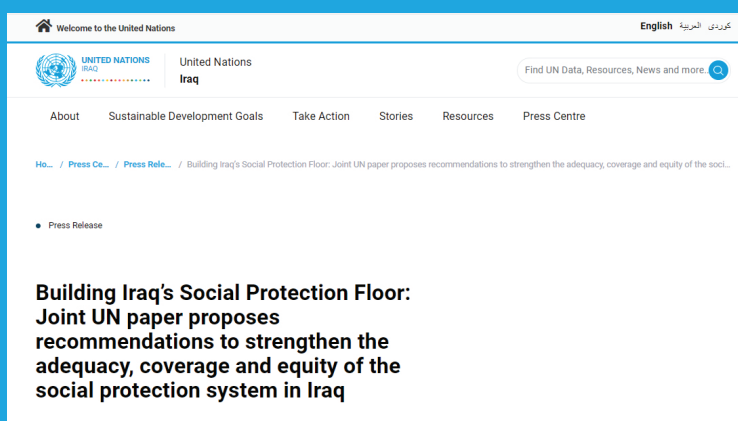 Welcome to the United Nations
English العربية كوردی
UNITED NATIONS
IRAQ
United Nations
Iraq
Find UN Data, Resources, News and more..
About Sustainable Development Goals Take Action Stories Resources Press Centre
Ho... / Press Ce... / Press Rele... / Building Iraq's Social Protection Floor: Joint UN paper proposes recommendations to strengthen the adequacy, coverage and equity of the soci...
Press Release
Building Iraq's Social Protection Floor:
Joint UN paper proposes
recommendations to strengthen the
adequacy, coverage and equity of the
social protection system in Iraq